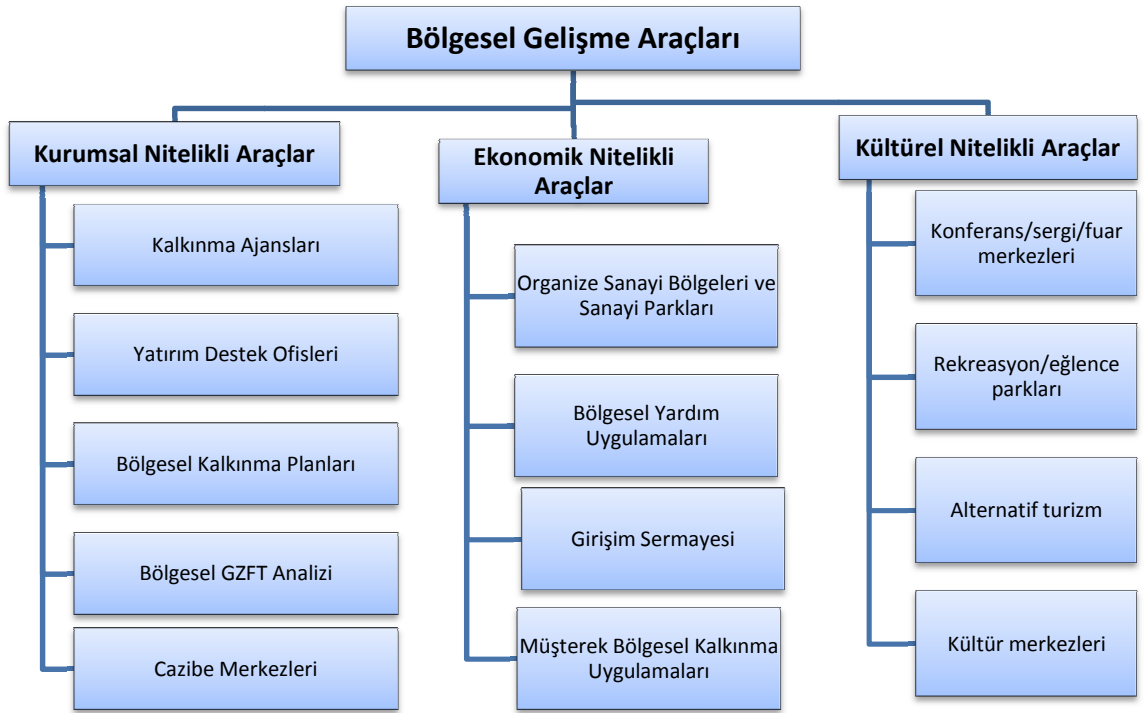 Bölgesel Gelişme Araçları
Kurumsal Nitelikli Araçlar
Kalkınma Ajansları
Yatırım Destek Ofisleri
Bölgesel Kalkınma Planları
Bölgesel GZFT Analizi
Cazibe Merkezleri
Ekonomik Nitelikli
Araçlar
Organize Sanayi Bölgeleri ve
Sanayi Parkları
Bölgesel Yardım
Uygulamaları
Girişim Sermayesi
Müşterek Bölgesel Kalkınma
Uygulamaları
Kültürel Nitelikli Araçlar
Konferans/sergi/fuar
merkezleri
Rekreasyon/eğlence
parkları
Alternatif turizm
Kültür merkezleri